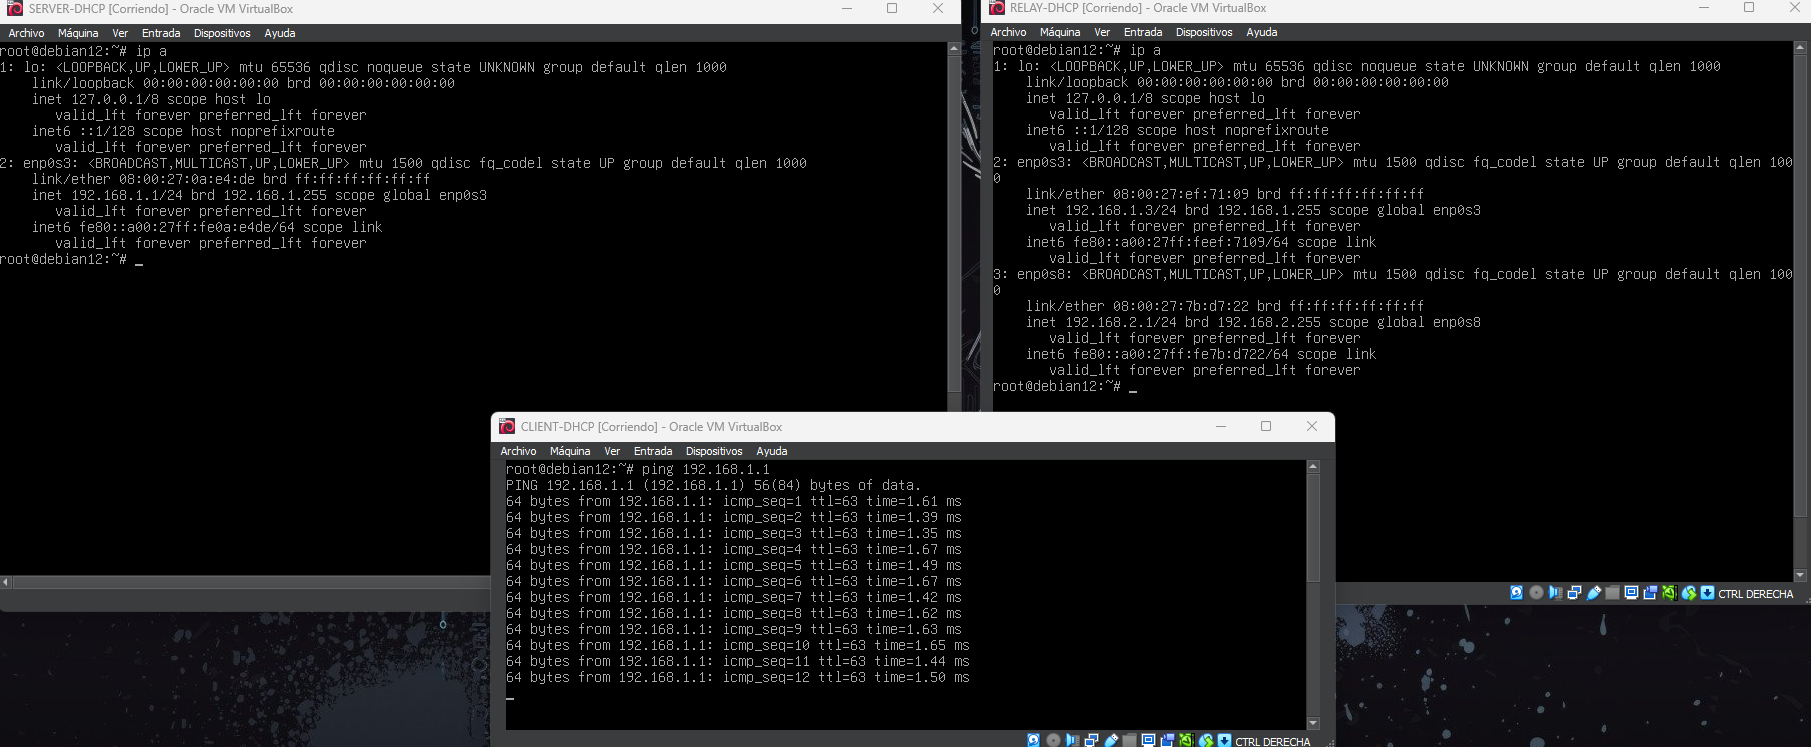 SERVER-DHCP [Corriendo] - Oracle VM VirtualBox
Archivo Máquina Ver Entrada Dispositivos Ayuda
root@debian12:~# ip a
1: lo: <LOOPBACK,UP,LOWER_UP> mtu 65536 qdisc noqueue state UNKNOWN group default qlen 1000
    link/loopback 00:00:00:00:00:00 brd 00:00:00:00:00:00
    inet 127.0.0.1/8 scope host lo
       valid_lft forever preferred_lft forever
    inet6 ::1/128 scope host noprefixroute
       valid_lft forever preferred_lft forever
2: enp0s3: <BROADCAST,MULTICAST,UP,LOWER_UP> mtu 1500 qdisc fq_codel state UP group default qlen 1000
    link/ether 08:00:27:0a:e4:de brd ff:ff:ff:ff:ff:ff
    inet 192.168.1.1/24 brd 192.168.1.255 scope global enp0s3
       valid_lft forever preferred_lft forever
    inet6 fe80::a00:27ff:fe0a:e4de/64 scope link
       valid_lft forever preferred_lft forever
root@debian12:~# _
RELAY-DHCP [Corriendo] - Oracle VM VirtualBox
Archivo Máquina Ver Entrada Dispositivos Ayuda
root@debian12:~# ip a
1: lo: <LOOPBACK,UP,LOWER_UP> mtu 65536 qdisc noqueue state UNKNOWN group default qlen 1000
    link/loopback 00:00:00:00:00:00 brd 00:00:00:00:00:00
    inet 127.0.0.1/8 scope host lo
       valid_lft forever preferred_lft forever
    inet6 ::1/128 scope host noprefixroute
       valid_lft forever preferred_lft forever
2: enp0s3: <BROADCAST,MULTICAST,UP,LOWER_UP> mtu 1500 qdisc fq_codel state UP group default qlen 100
0
    link/ether 08:00:27:ef:71:09 brd ff:ff:ff:ff:ff:ff
    inet 192.168.1.3/24 brd 192.168.1.255 scope global enp0s3
       valid_lft forever preferred_lft forever
    inet6 fe80::a00:27ff:feef:7109/64 scope link
       valid_lft forever preferred_lft forever
3: enp0s8: <BROADCAST,MULTICAST,UP,LOWER_UP> mtu 1500 qdisc fq_codel state UP group default qlen 100
0
    link/ether 08:00:27:7b:d7:22 brd ff:ff:ff:ff:ff:ff
    inet 192.168.2.1/24 brd 192.168.2.255 scope global enp0s8
       valid_lft forever preferred_lft forever
    inet6 fe80::a00:27ff:fe7b:d722/64 scope link
       valid_lft forever preferred_lft forever
root@debian12:~# _
CTRL DERECHA
CLIENT-DHCP [Corriendo] - Oracle VM VirtualBox
Archivo Máquina Ver Entrada Dispositivos Ayuda
root@debian12:~# ping 192.168.1.1
PING 192.168.1.1 (192.168.1.1) 56(84) bytes of data.
64 bytes from 192.168.1.1: icmp_seq=1 ttl=63 time=1.61 ms
64 bytes from 192.168.1.1: icmp_seq=2 ttl=63 time=1.39 ms
64 bytes from 192.168.1.1: icmp_seq=3 ttl=63 time=1.35 ms
64 bytes from 192.168.1.1: icmp_seq=4 ttl=63 time=1.67 ms
64 bytes from 192.168.1.1: icmp_seq=5 ttl=63 time=1.49 ms
64 bytes from 192.168.1.1: icmp_seq=6 ttl=63 time=1.67 ms
64 bytes from 192.168.1.1: icmp_seq=7 ttl=63 time=1.42 ms
64 bytes from 192.168.1.1: icmp_seq=8 ttl=63 time=1.62 ms
64 bytes from 192.168.1.1: icmp_seq=9 ttl=63 time=1.63 ms
64 bytes from 192.168.1.1: icmp_seq=10 ttl=63 time=1.65 ms
64 bytes from 192.168.1.1: icmp_seq=11 ttl=63 time=1.44 ms
64 bytes from 192.168.1.1: icmp_seq=12 ttl=63 time=1.50 ms
_
CTRL DERECHA